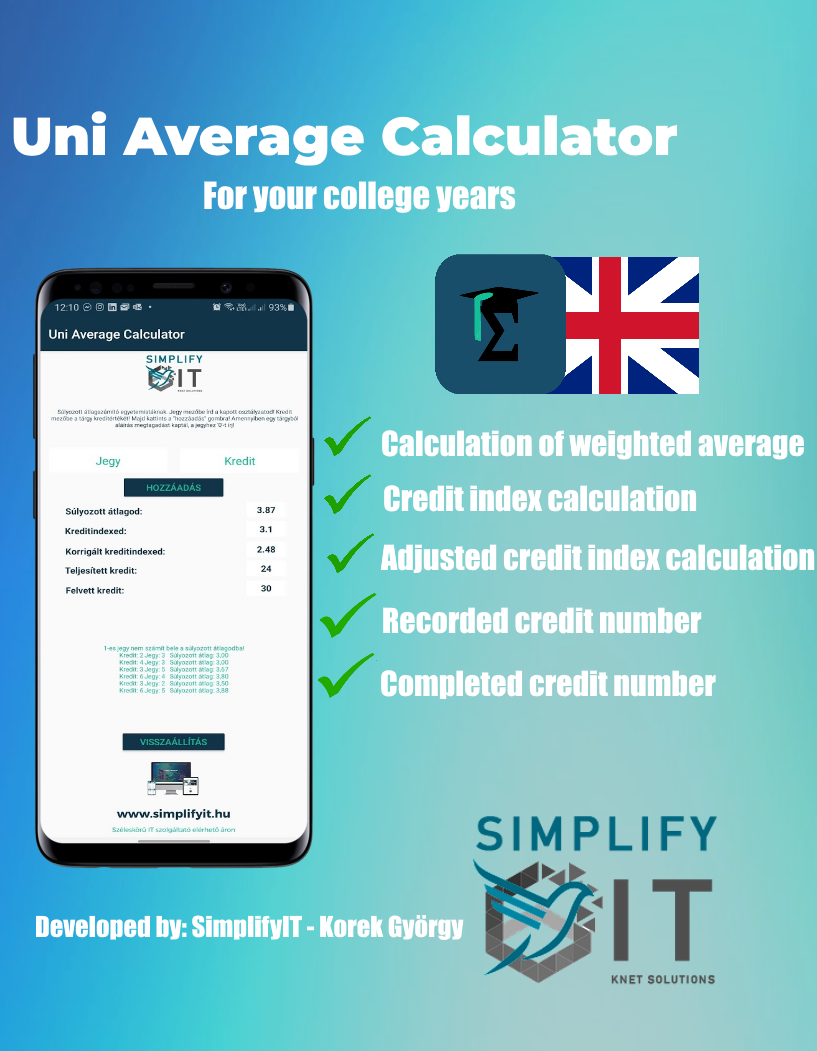 Uni Average Calculator
For your college years
12:10
93%
Uni Average Calculator
SIMPLIFY
IT
KNET SOLUTIONS
Súlyozott átlagszámító egyetemistáknak. Jegy mezőbe írd a kapott osztályzatod! Kredit
mezőbe a tárgy kreditértékét! Majd kattints a "hozzáadás" gombra! Amennyiben egy tárgyból
aláírás megtagadást kaptál, a jegyhez '0'-t írj!
Jegy Kredit
HOZZÁADÁS
Súlyozott átlagod: 3.87
Kreditindexed: 3.1
Korrigált kreditindexed: 2.48
Teljesített kredit: 24
Felvett kredit: 30
1-es jegy nem számít bele a súlyozott átlagodba!
Kredit: 2 Jegy: 3 Súlyozott átlag: 3,00
Kredit: 4 Jegy: 3 Súlyozott átlag: 3,00
Kredit: 3 Jegy: 5 Súlyozott átlag: 3,67
Kredit: 6 Jegy: 4 Súlyozott átlag: 3,80
Kredit: 3 Jegy: 2 Súlyozott átlag: 3,50
Kredit: 6 Jegy: 5 Súlyozott átlag: 3,88
VISSZAÁLLÍTÁS
www.simplifyit.hu
Széleskörű IT szolgáltató elérhető áron
Σ
Calculation of weighted average
Credit index calculation
Adjusted credit index calculation
Recorded credit number
Completed credit number
SIMPLIFY
IT
KNET SOLUTIONS
Developed by: SimplifyIT - Korek György